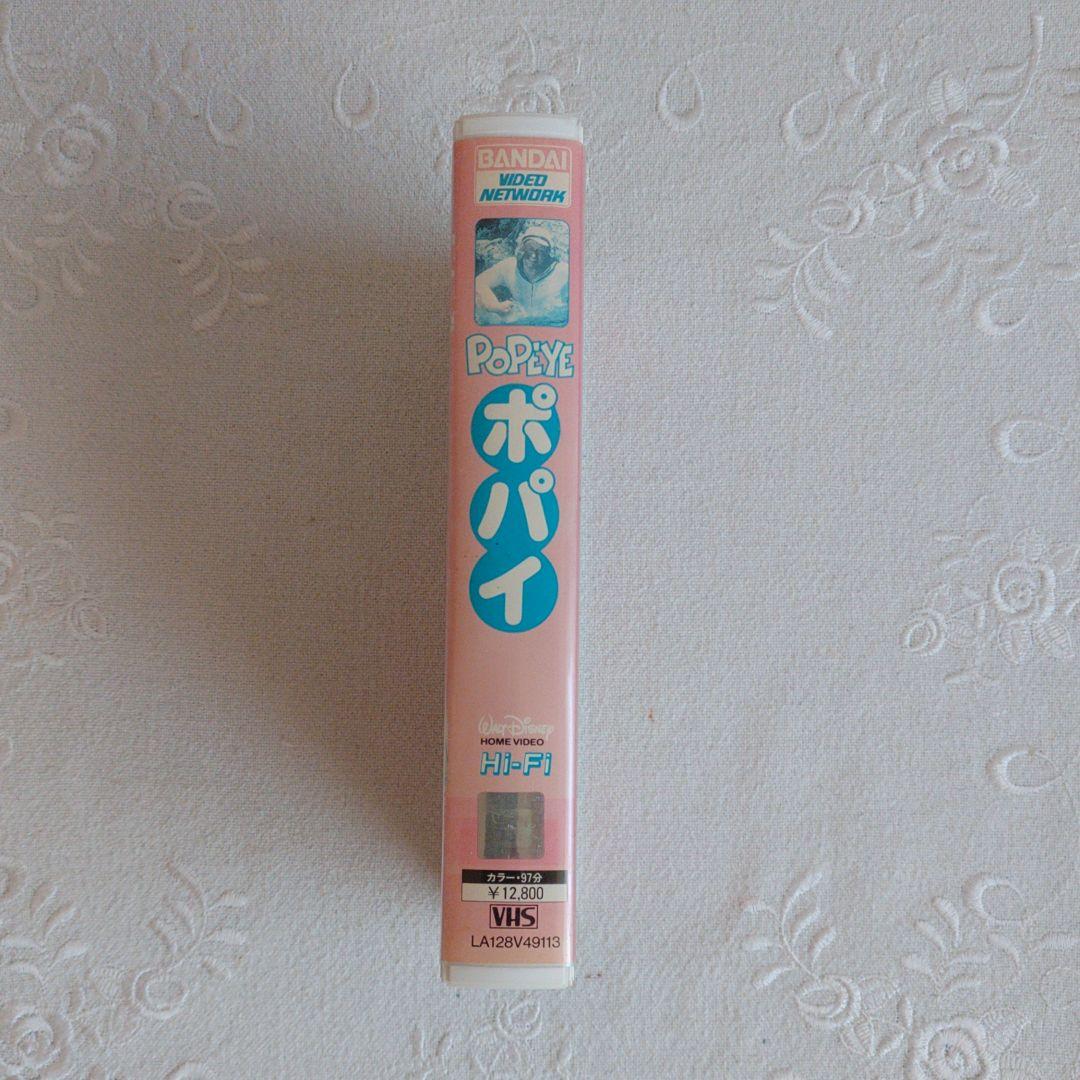 BANDAI
VIDEO
NETWORK
POPEYE
ポパイ
WALT DISNEY
HOME VIDEO
Hi-Fi
カラー・97分
¥12,800
VHS
LA128V49113